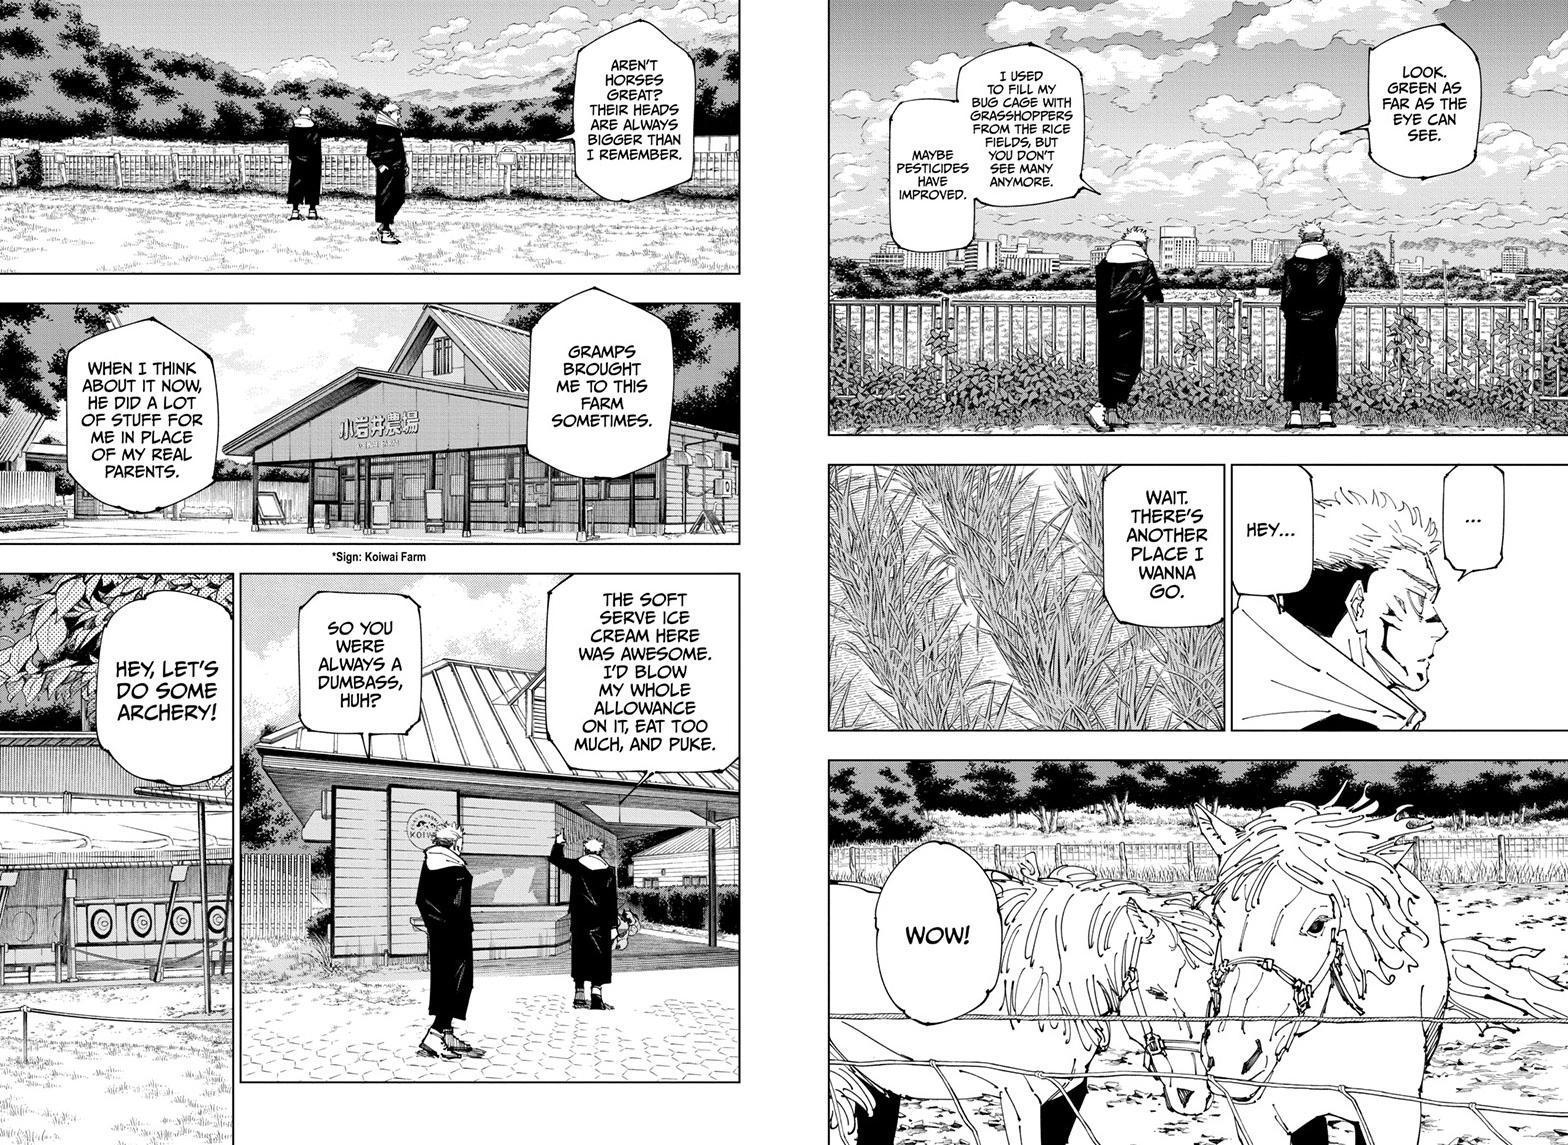 LOOK.
GREEN AS
FAR AS THE
EYE CAN
SEE.
I USED
TO FILL MY
BUG CAGE WITH
GRASSHOPPERS
FROM THE RICE
FIELDS, BUT
YOU DON'T
SEE MANY
ANYMORE.
MAYBE
PESTICIDES
HAVE
IMPROVED.
...
HEY...
WAIT.
THERE'S
ANOTHER
PLACE I
WANNA
GO.
WOW!
AREN'T
HORSES
GREAT?
THEIR HEADS
ARE ALWAYS
BIGGER THAN
I REMEMBER.
GRAMPS
BROUGHT
ME TO THIS
FARM
SOMETIMES.
小岩井農場
WHEN I THINK
ABOUT IT NOW,
HE DID A LOT
OF STUFF FOR
ME IN PLACE
OF MY REAL
PARENTS.
*Sign: Koiwai Farm
THE SOFT
SERVE ICE
CREAM HERE
WAS AWESOME.
I'D BLOW
MY WHOLE
ALLOWANCE
ON IT, EAT TOO
MUCH, AND PUKE.
SO YOU
WERE
ALWAYS A
DUMBASS,
HUH?
HEY, LET'S
DO SOME
ARCHERY!